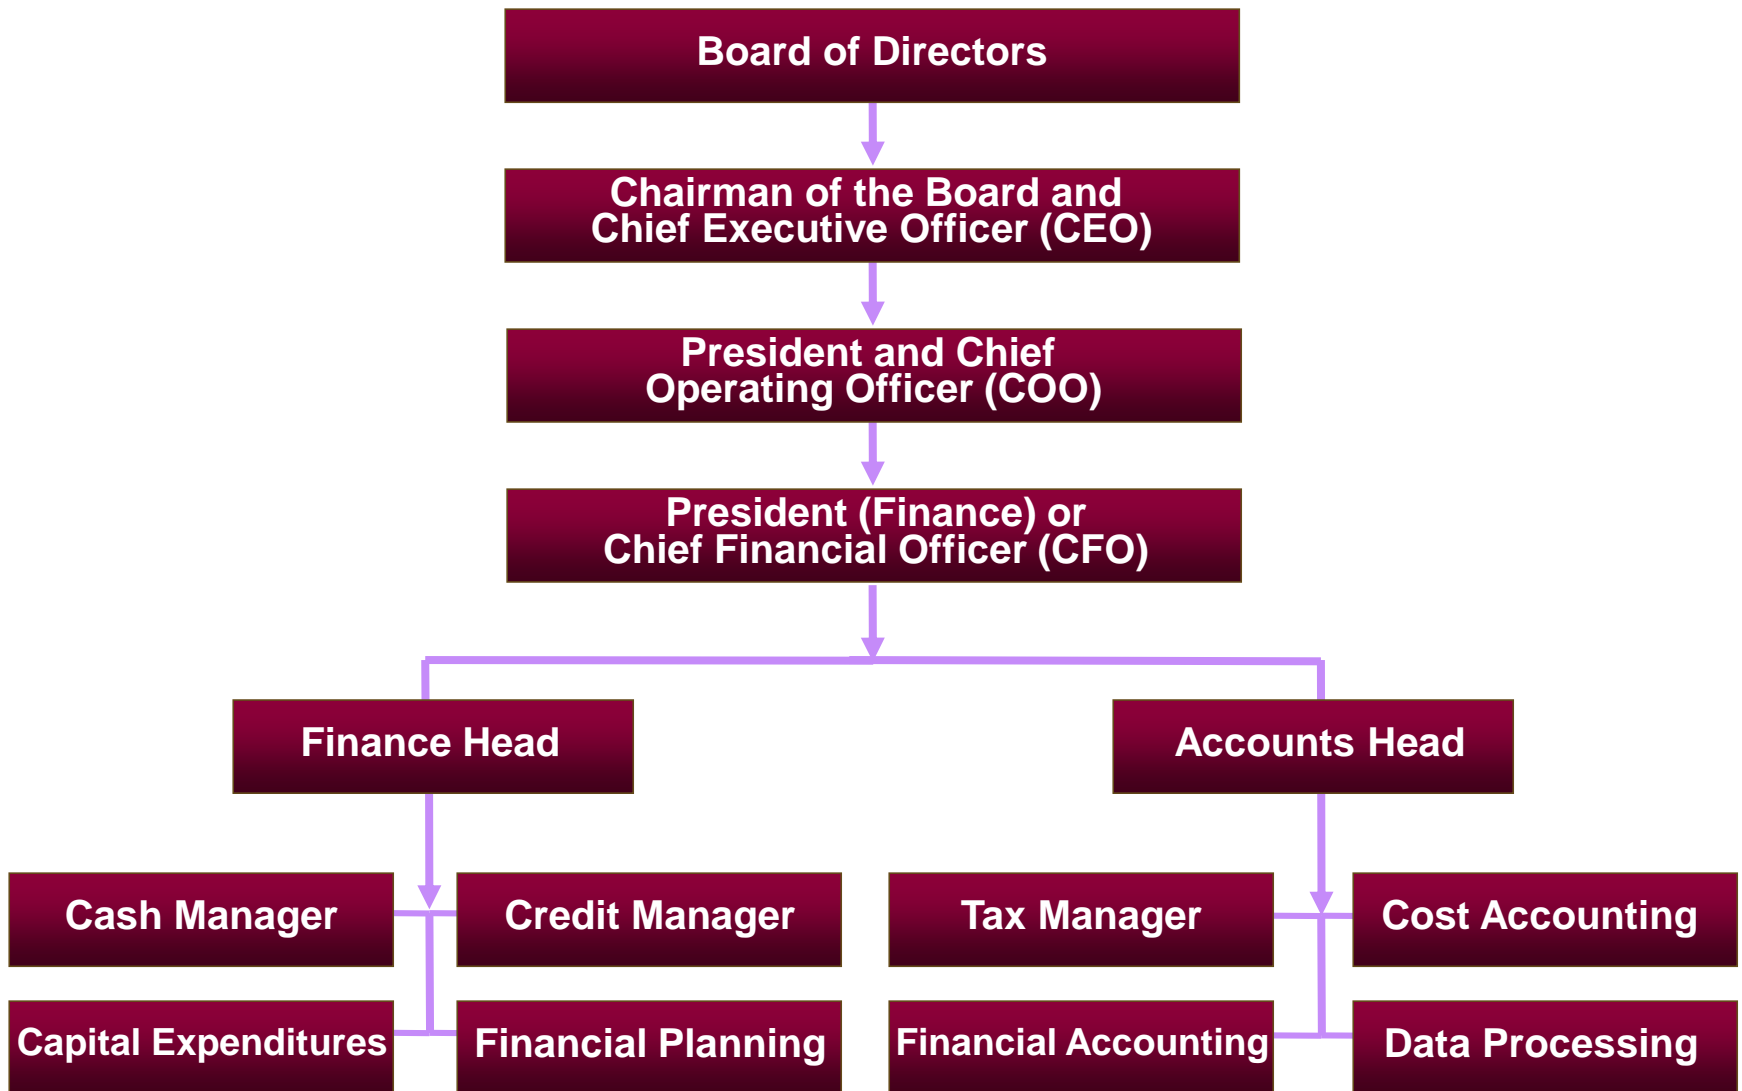 Board of Directors
Chairman of the Board and
Chief Executive Officer (CEO)
President and Chief
Operating Officer (COO)
President (Finance) or
Chief Financial Officer (CFO)
Finance Head
Accounts Head
Cash Manager
Credit Manager
Tax Manager
Cost Accounting
Capital Expenditures
Financial Planning
Financial Accounting
Data Processing